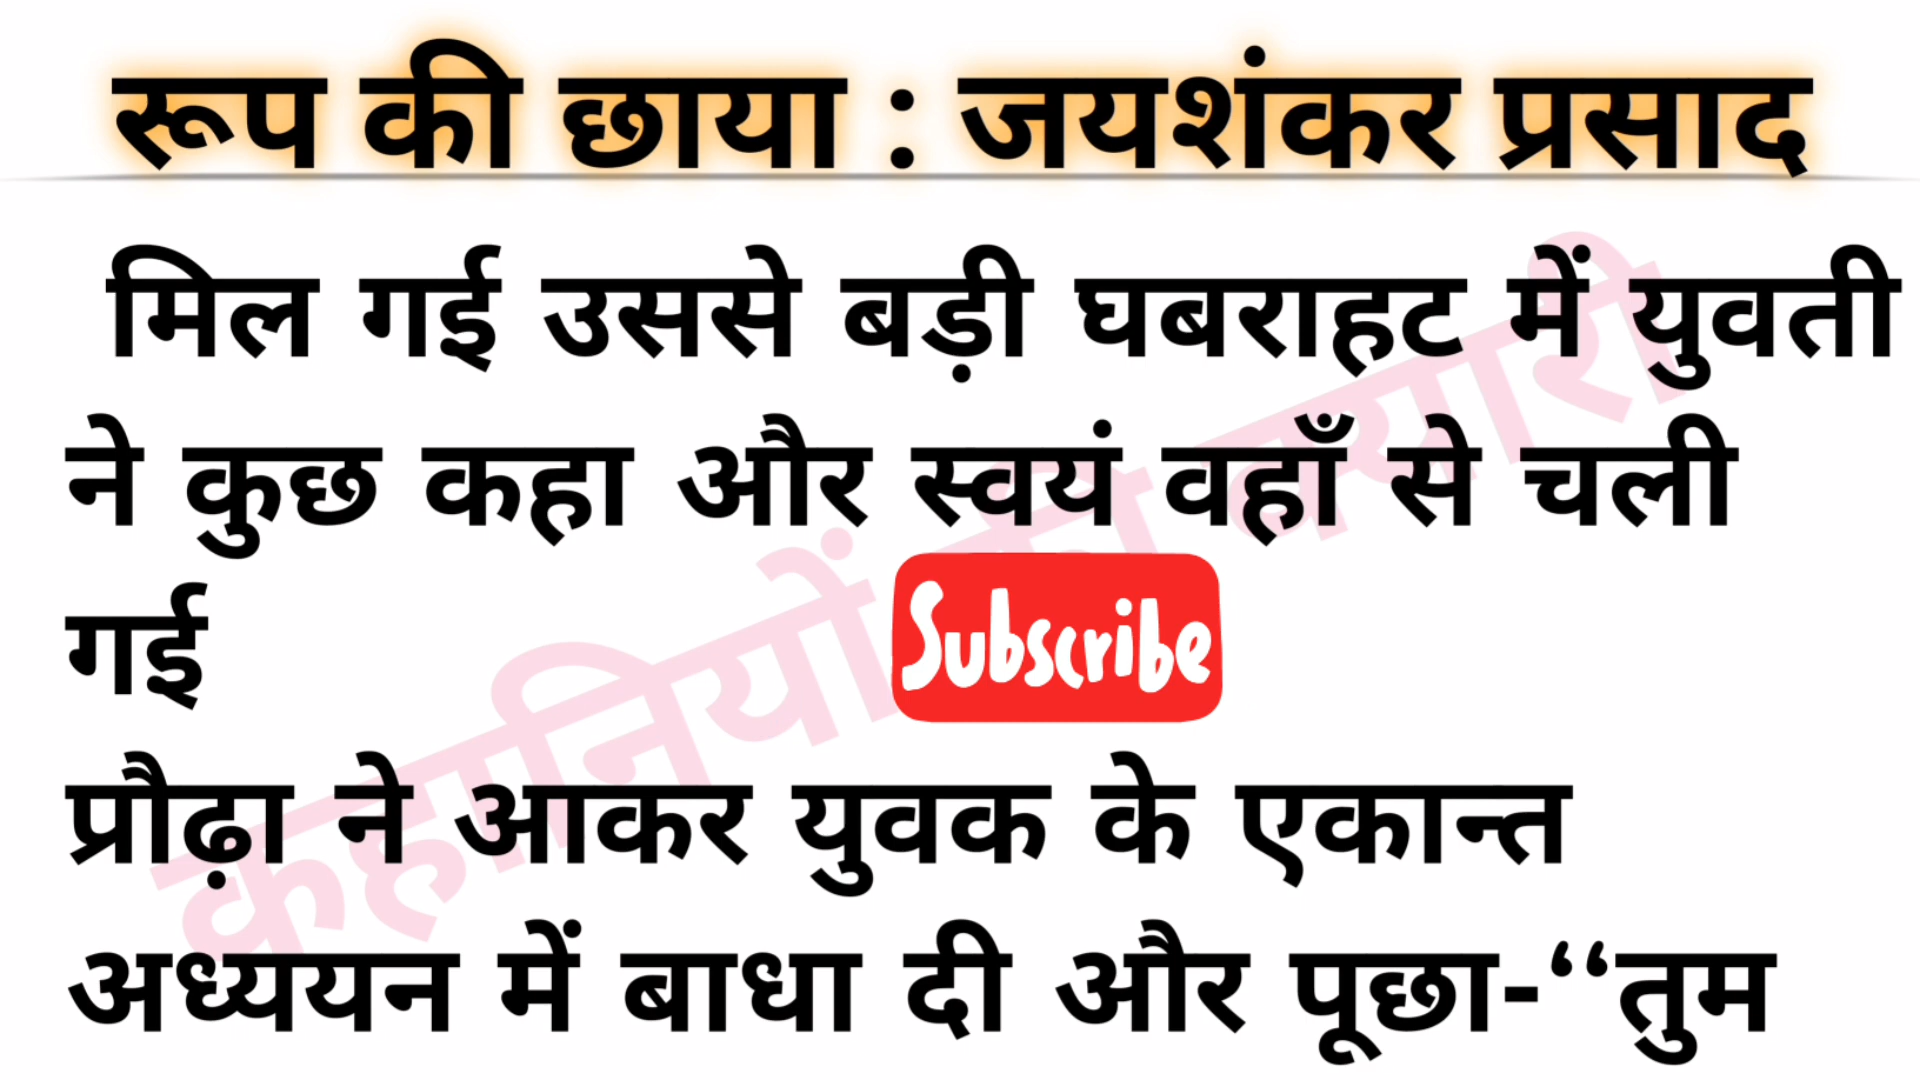 रूप की छाया : जयशंकर प्रसाद
मिल गई उससे बड़ी घबराहट में युवती
ने कुछ कहा और स्वयं वहाँ से चली
गई
Subscribe
प्रौढ़ा ने आकर युवक के एकान्त
अध्ययन में बाधा दी और पूछा-‘‘तुम
कहानियों की क्यारी